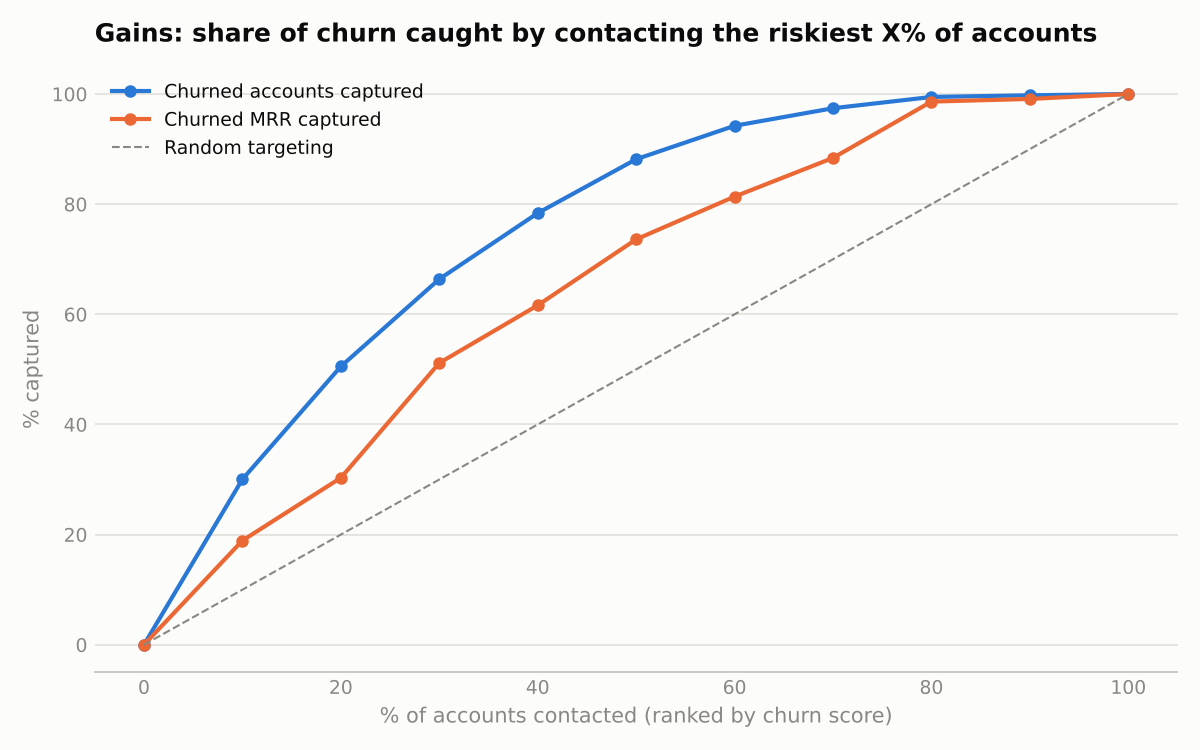 Gains: share of churn caught by contacting the riskiest X% of accounts
Churned accounts captured
Churned MRR captured
Random targeting
% captured
100
80
60
40
20
0
0 20 40 60 80 100
% of accounts contacted (ranked by churn score)